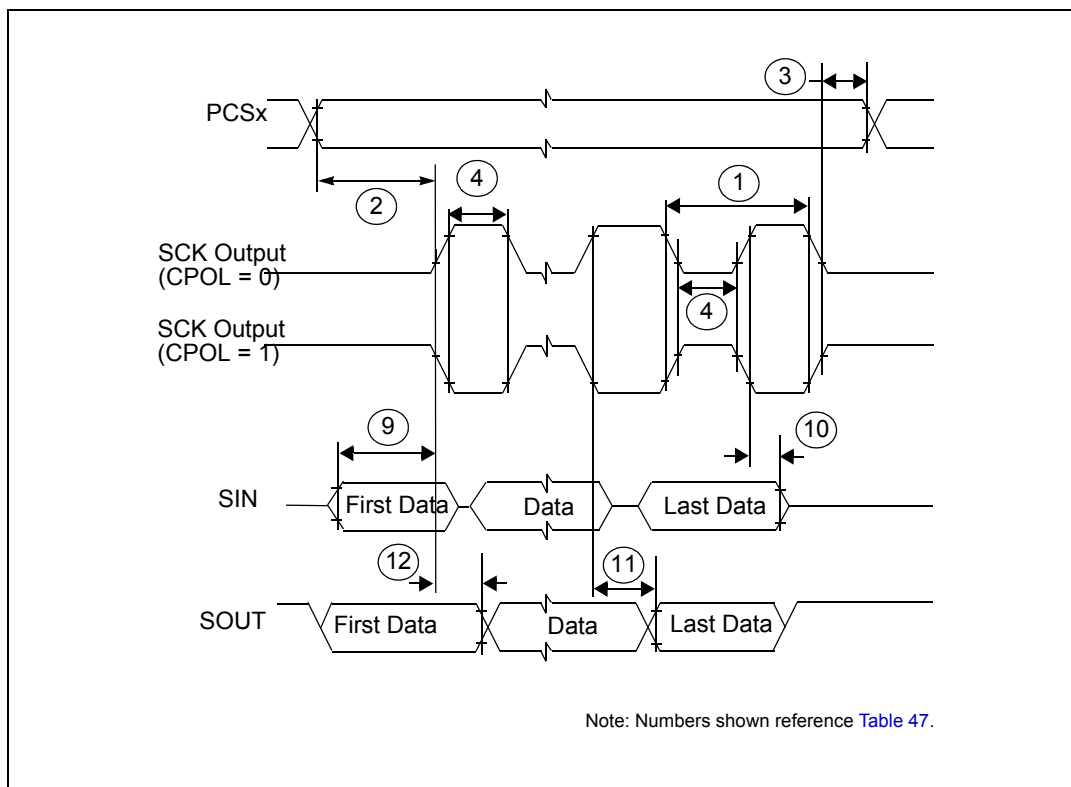 3
PCSx
2
4
1
SCK Output
(CPOL = 0)
4
SCK Output
(CPOL = 1)
9
10
SIN
First Data
Data
Last Data
12
11
SOUT
First Data
Data
Last Data
Note: Numbers shown reference Table 47.